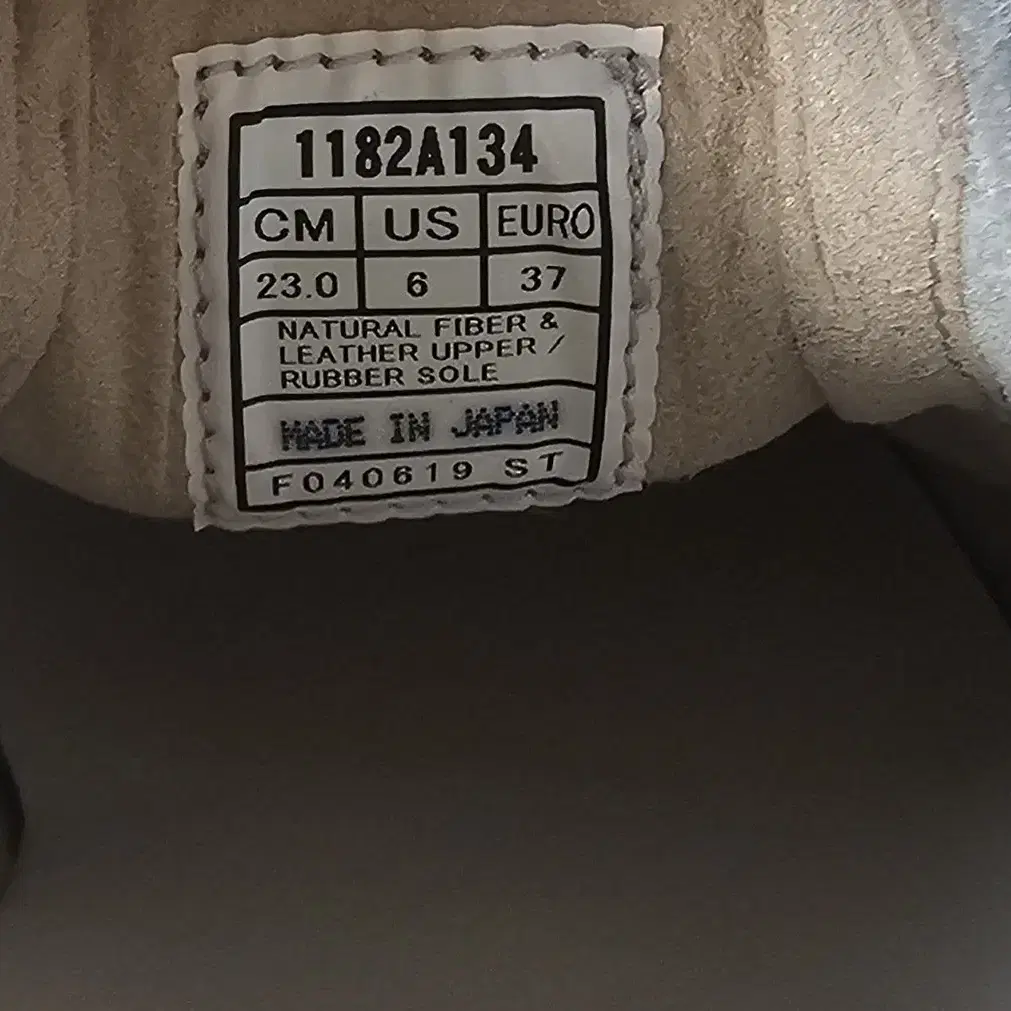 1182A134
CM US EURO
23.0 6 37
NATURAL FIBER &
LEATHER UPPER /
RUBBER SOLE
MADE IN JAPAN
F040619 ST